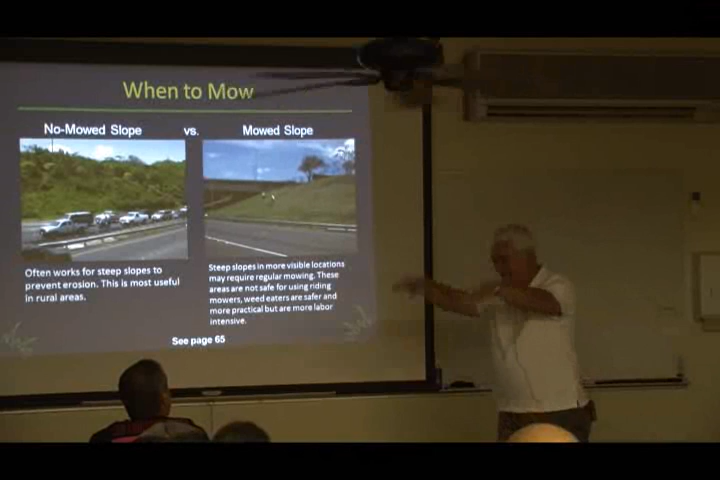 When to Mow
No-Mowed Slope vs. Mowed Slope
Often works for steep slopes to
prevent erosion. This is most useful
in rural areas.
Steep slopes in more visible locations
may require regular mowing. These
areas are not safe for using riding
mowers, weed eaters are safer and
more practical but are more labor
intensive.
See page 65